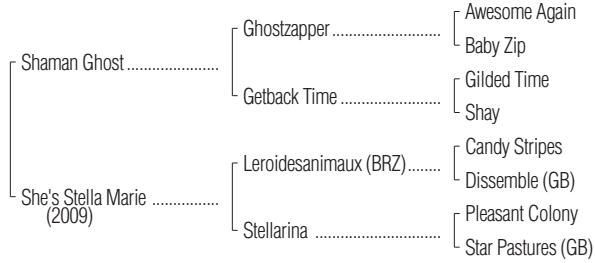 Awesome Again
Ghostzapper ..........................
Baby Zip
Shaman Ghost ......................
Gilded Time
Getback Time ........................
Shay
Candy Stripes
Leroidesanimaux (BRZ) ........
Dissemble (GB)
She's Stella Marie ................
(2009)
Pleasant Colony
Stellarina ..............................
Star Pastures (GB)